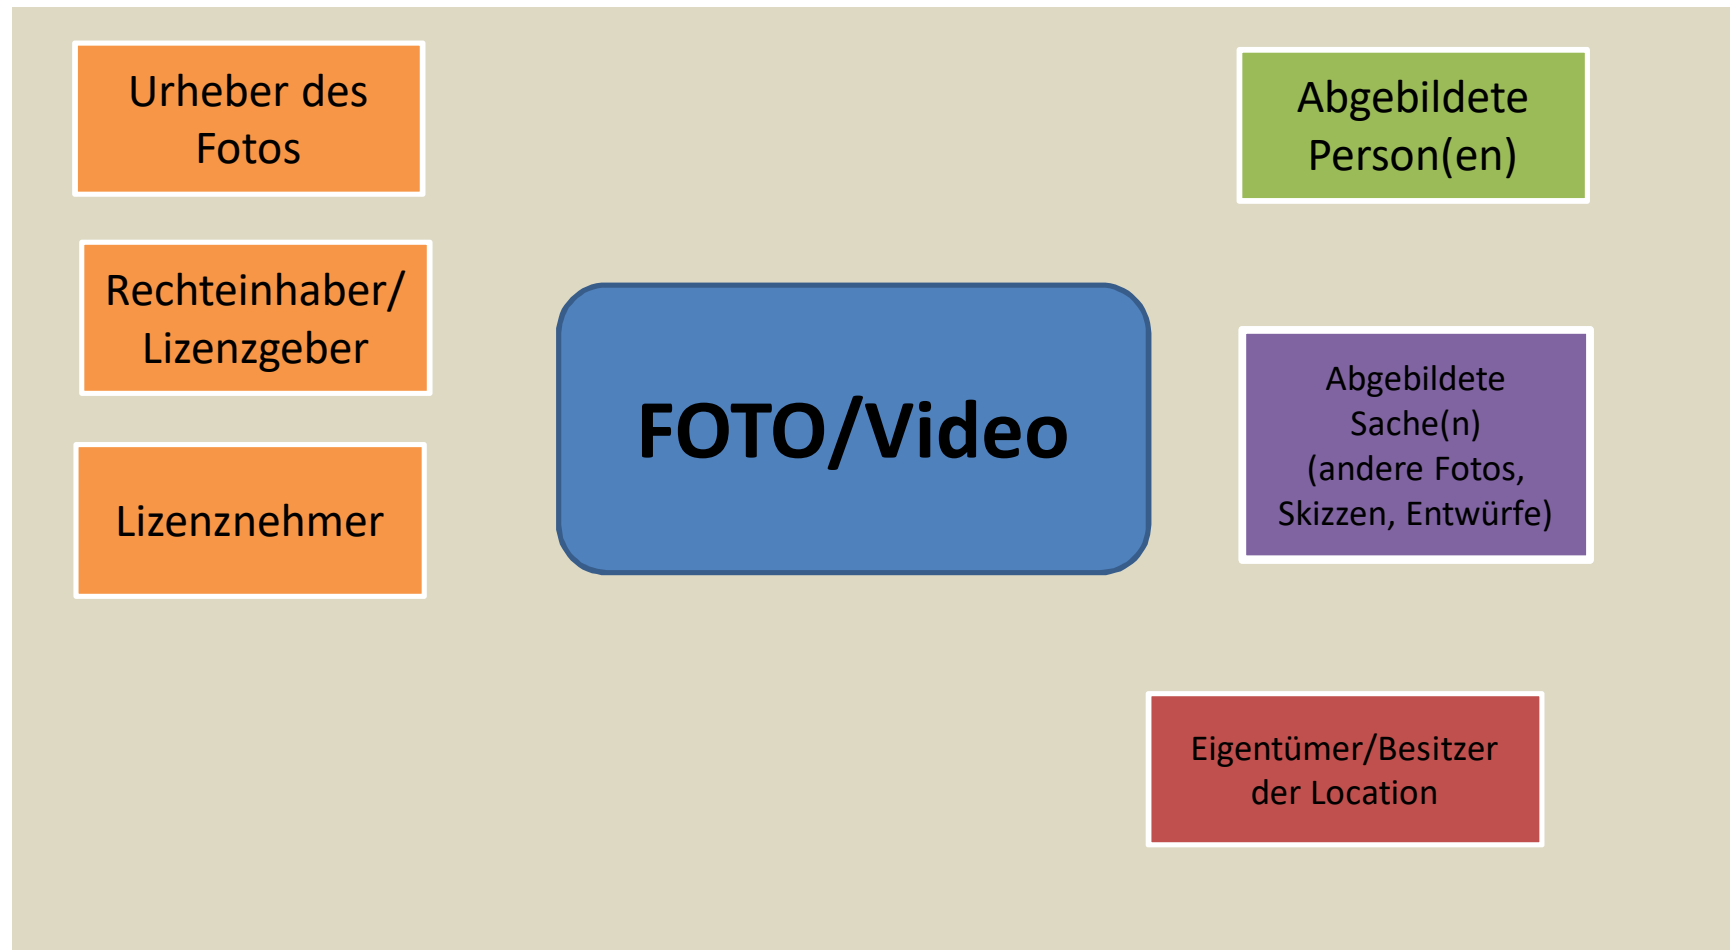 Urheber des
Fotos
Rechteinhaber/
Lizenzgeber
Lizenznehmer
FOTO/Video
Abgebildete
Person(en)
Abgebildete
Sache(n)
(andere Fotos,
Skizzen, Entwürfe)
Eigentümer/Besitzer
der Location